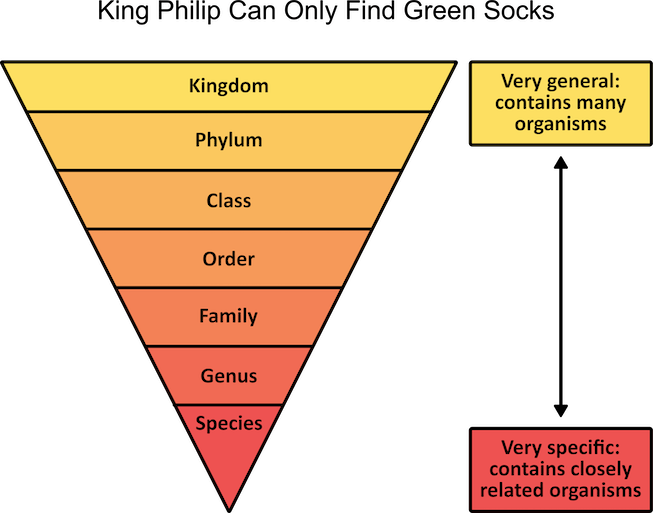 King Philip Can Only Find Green Socks
Kingdom
Phylum
Class
Order
Family
Genus
Species
Very general:
contains many
organisms
Very specific:
contains closely
related organisms